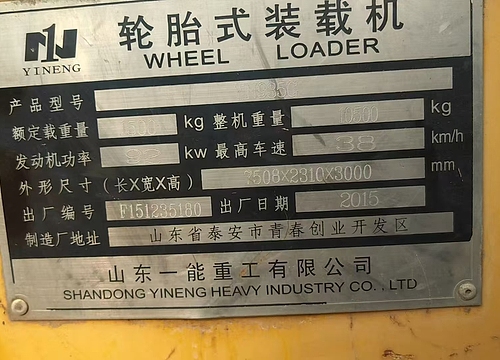 轮胎式装载机
YINENG WHEEL LOADER
产品型号
额定载重量 kg 整机重量 10500 kg
发动机功率 92 kw 最高车速 38 km/h
外形尺寸(长X宽X高) 7508X2310X3000 mm
出厂编号 F151235180 出厂日期 2015
制造厂地址 山东省泰安市青春创业开发区
山东一能重工有限公司
SHANDONG YINENG HEAVY INDUSTRY CO.,LTD